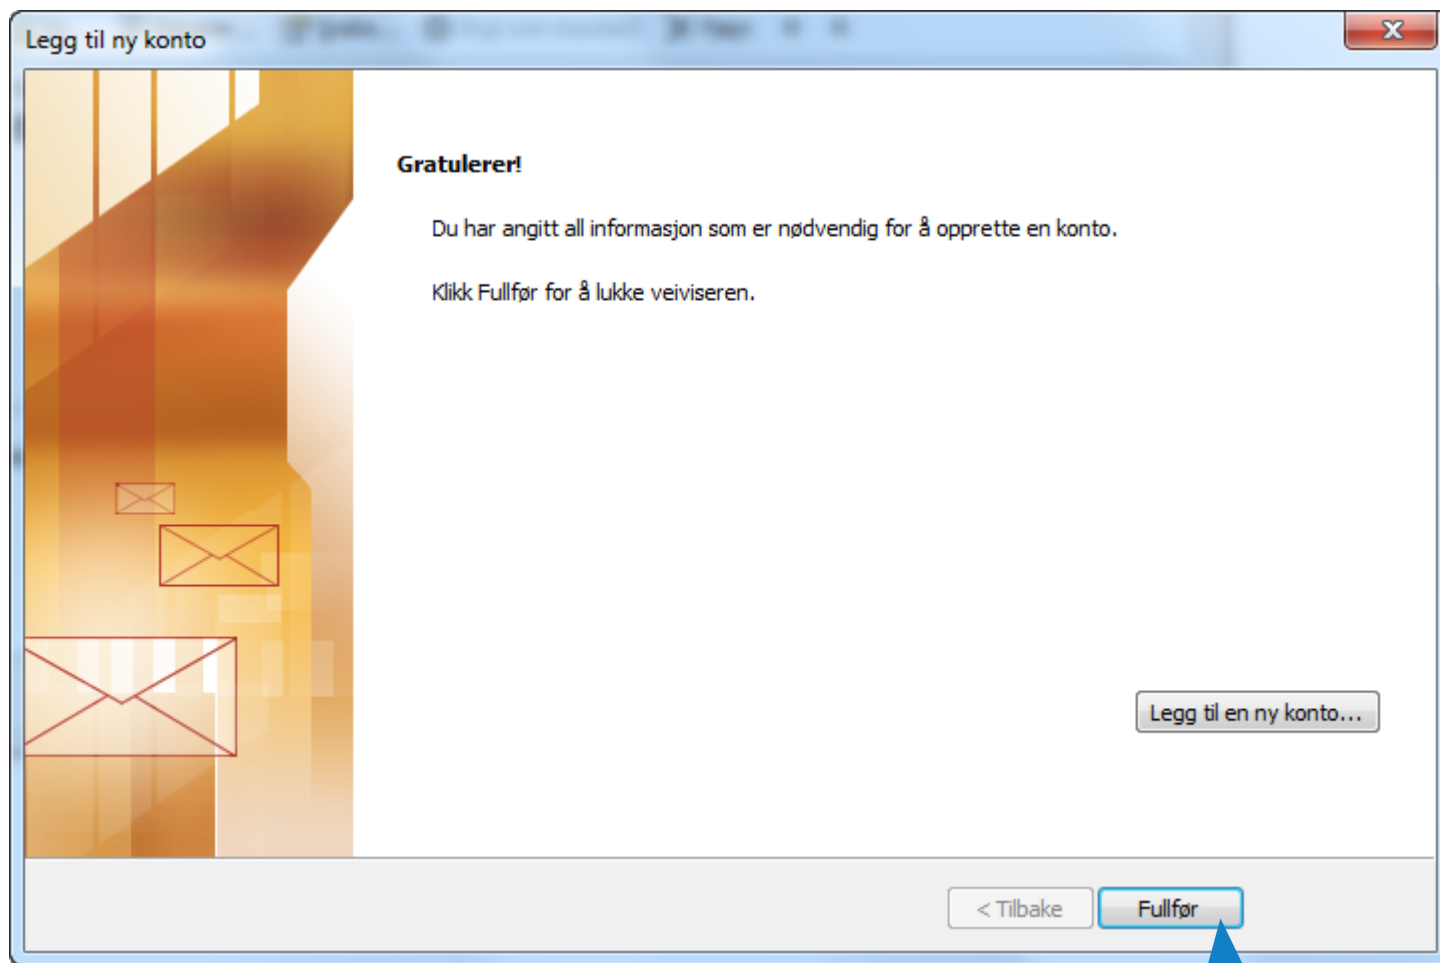 Legg til ny konto
Gratulerer!
Du har angitt all informasjon som er nødvendig for å opprette en konto.
Klikk Fullfør for å lukke veiviseren.
Legg til en ny konto...
< Tilbake
Fullfør